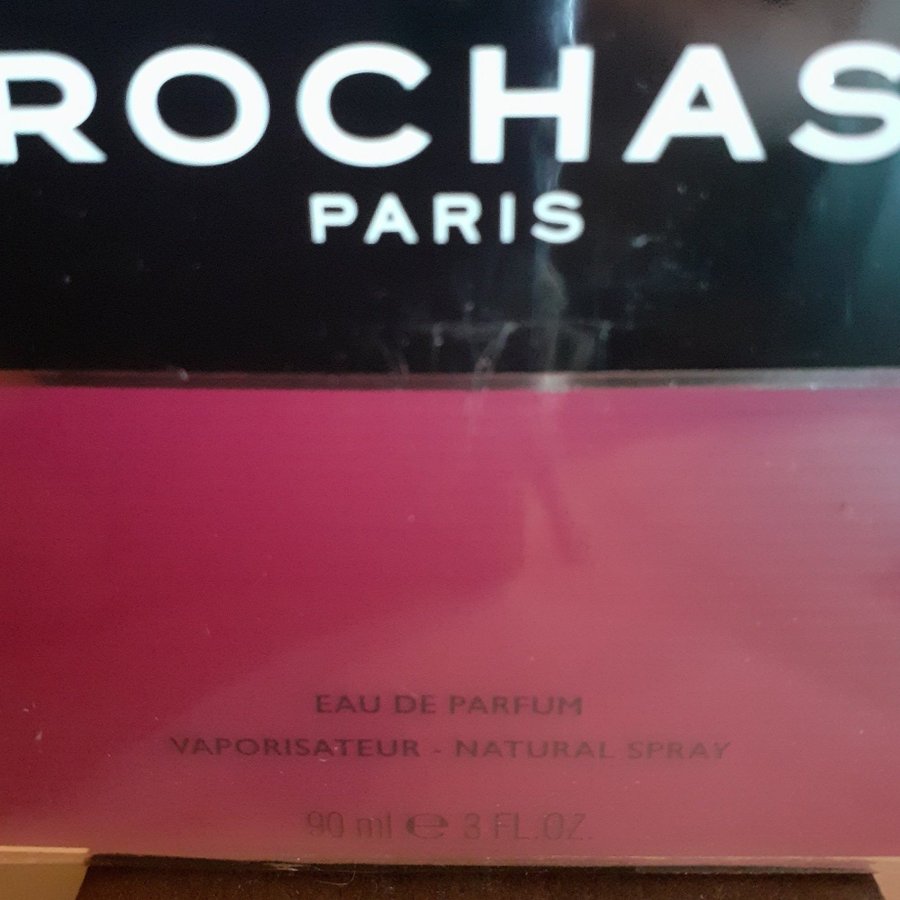 ROCHAS
PARIS
EAU DE PARFUM
VAPORISATEUR - NATURAL SPRAY
90 ml ℮ 3 FL.OZ.